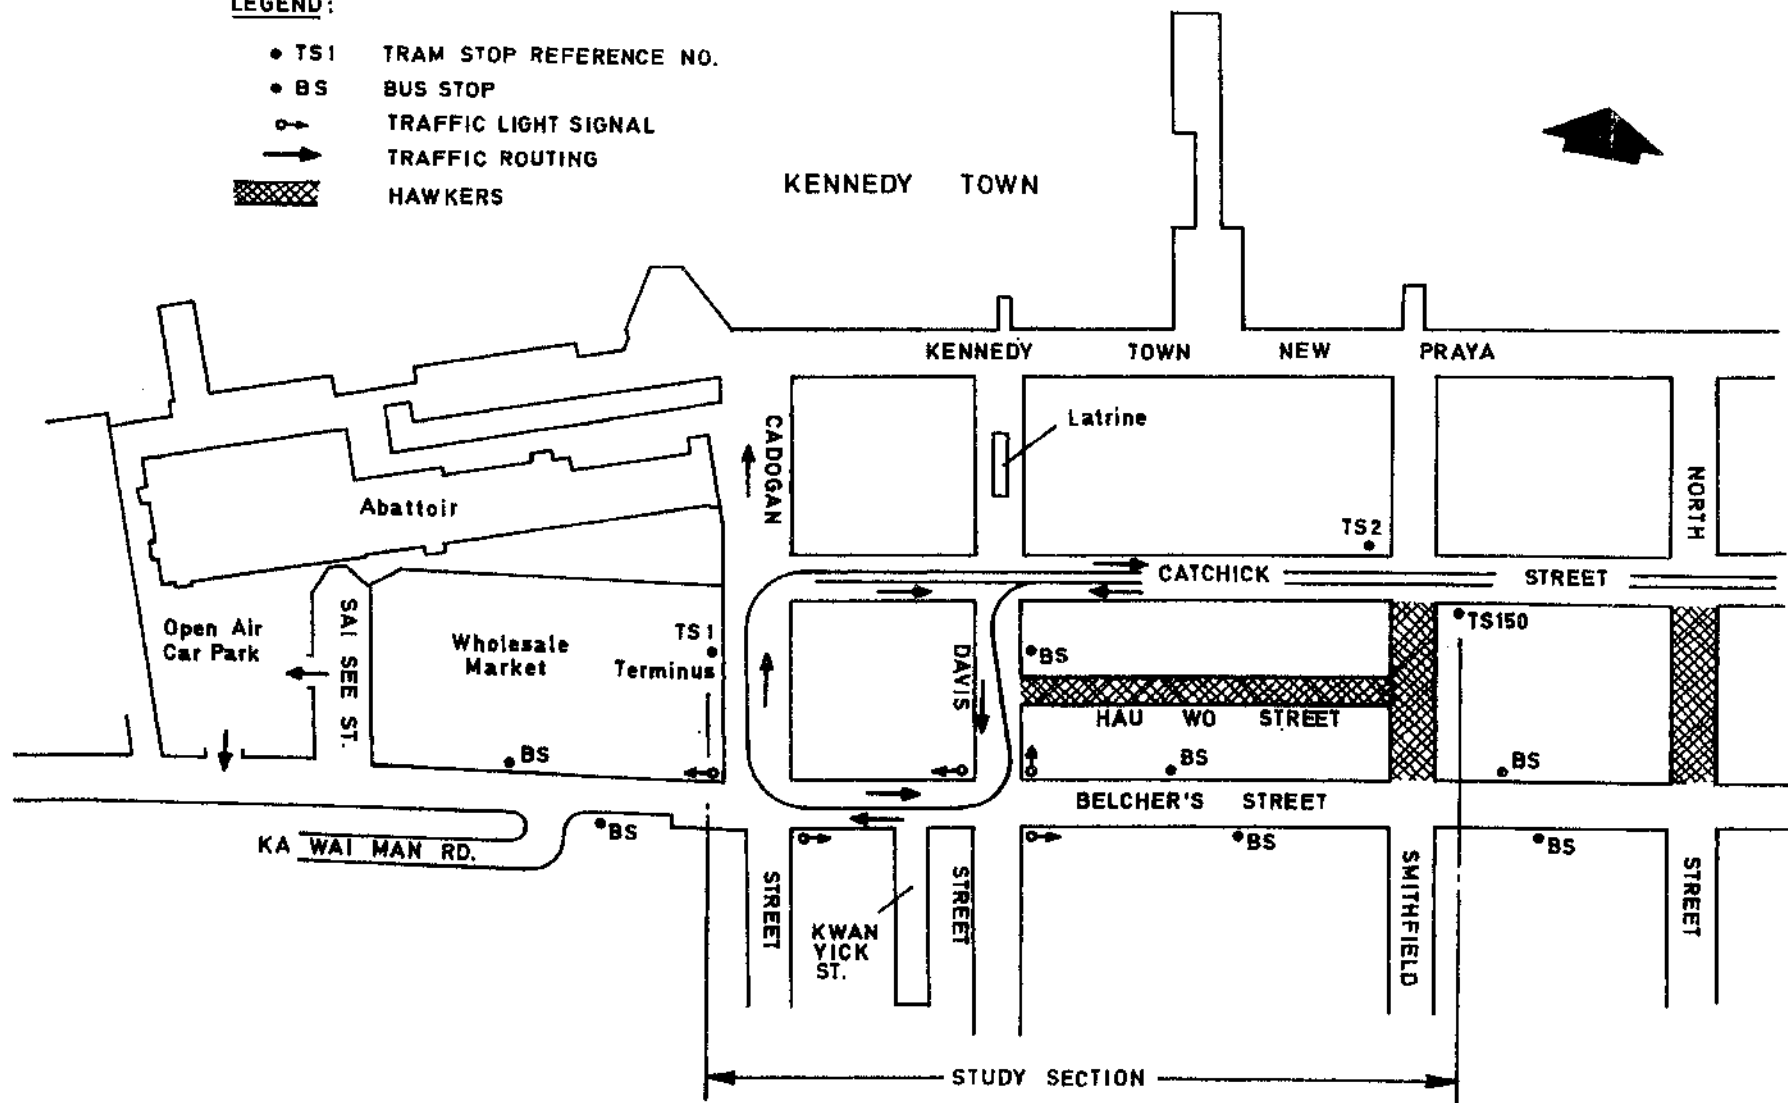 LEGEND:
TS1 TRAM STOP REFERENCE NO.
BS BUS STOP
TRAFFIC LIGHT SIGNAL
TRAFFIC ROUTING
HAWKERS
KENNEDY TOWN
KENNEDY TOWN NEW PRAYA
CADOGAN
Latrine
NORTH
Abattoir
TS2
CATCHICK STREET
Open Air
Car Park
SAI SEE ST.
Wholesale
Market
TS1
Terminus
DAVIS
BS
TS150
HAU WO STREET
BS
BS
BS
BELCHER'S STREET
KA WAI MAN RD.
BS
BS
BS
STREET
KWAN
YICK
ST.
STREET
SMITHFIELD
STREET
STUDY SECTION